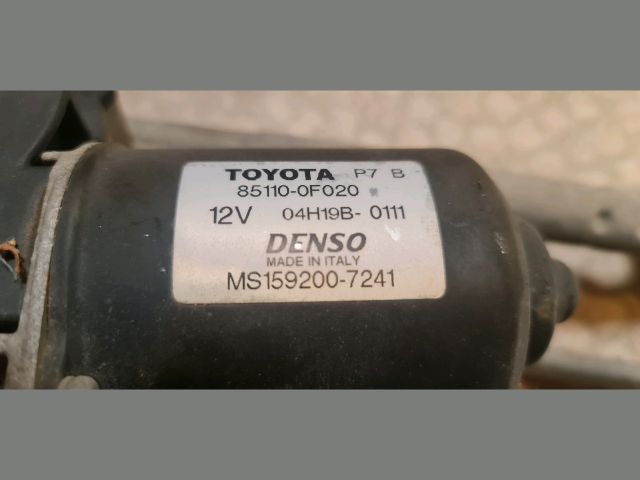 TOYOTA P7 B
85110-0F020
12V 04H19B-0111
DENSO
MADE IN ITALY
MS159200-7241